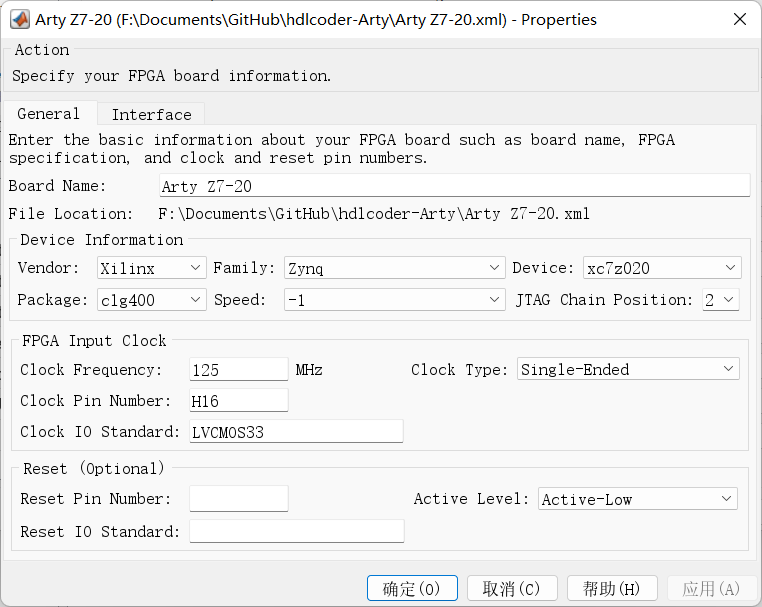 Arty Z7-20 (F:\Documents\GitHub\hdlcoder-Arty\Arty Z7-20.xml) - Properties
Action
Specify your FPGA board information.
General Interface
Enter the basic information about your FPGA board such as board name, FPGA
specification, and clock and reset pin numbers.
Board Name: Arty Z7-20
File Location: F:\Documents\GitHub\hdlcoder-Arty\Arty Z7-20.xml
Device Information
Vendor: Xilinx Family: Zynq Device: xc7z020
Package: clg400 Speed: -1 JTAG Chain Position: 2
FPGA Input Clock
Clock Frequency: 125 MHz Clock Type: Single-Ended
Clock Pin Number: H16
Clock IO Standard: LVCMOS33
Reset (Optional)
Reset Pin Number: Active Level: Active-Low
Reset IO Standard:
确定(O) 取消(C) 帮助(H) 应用(A)